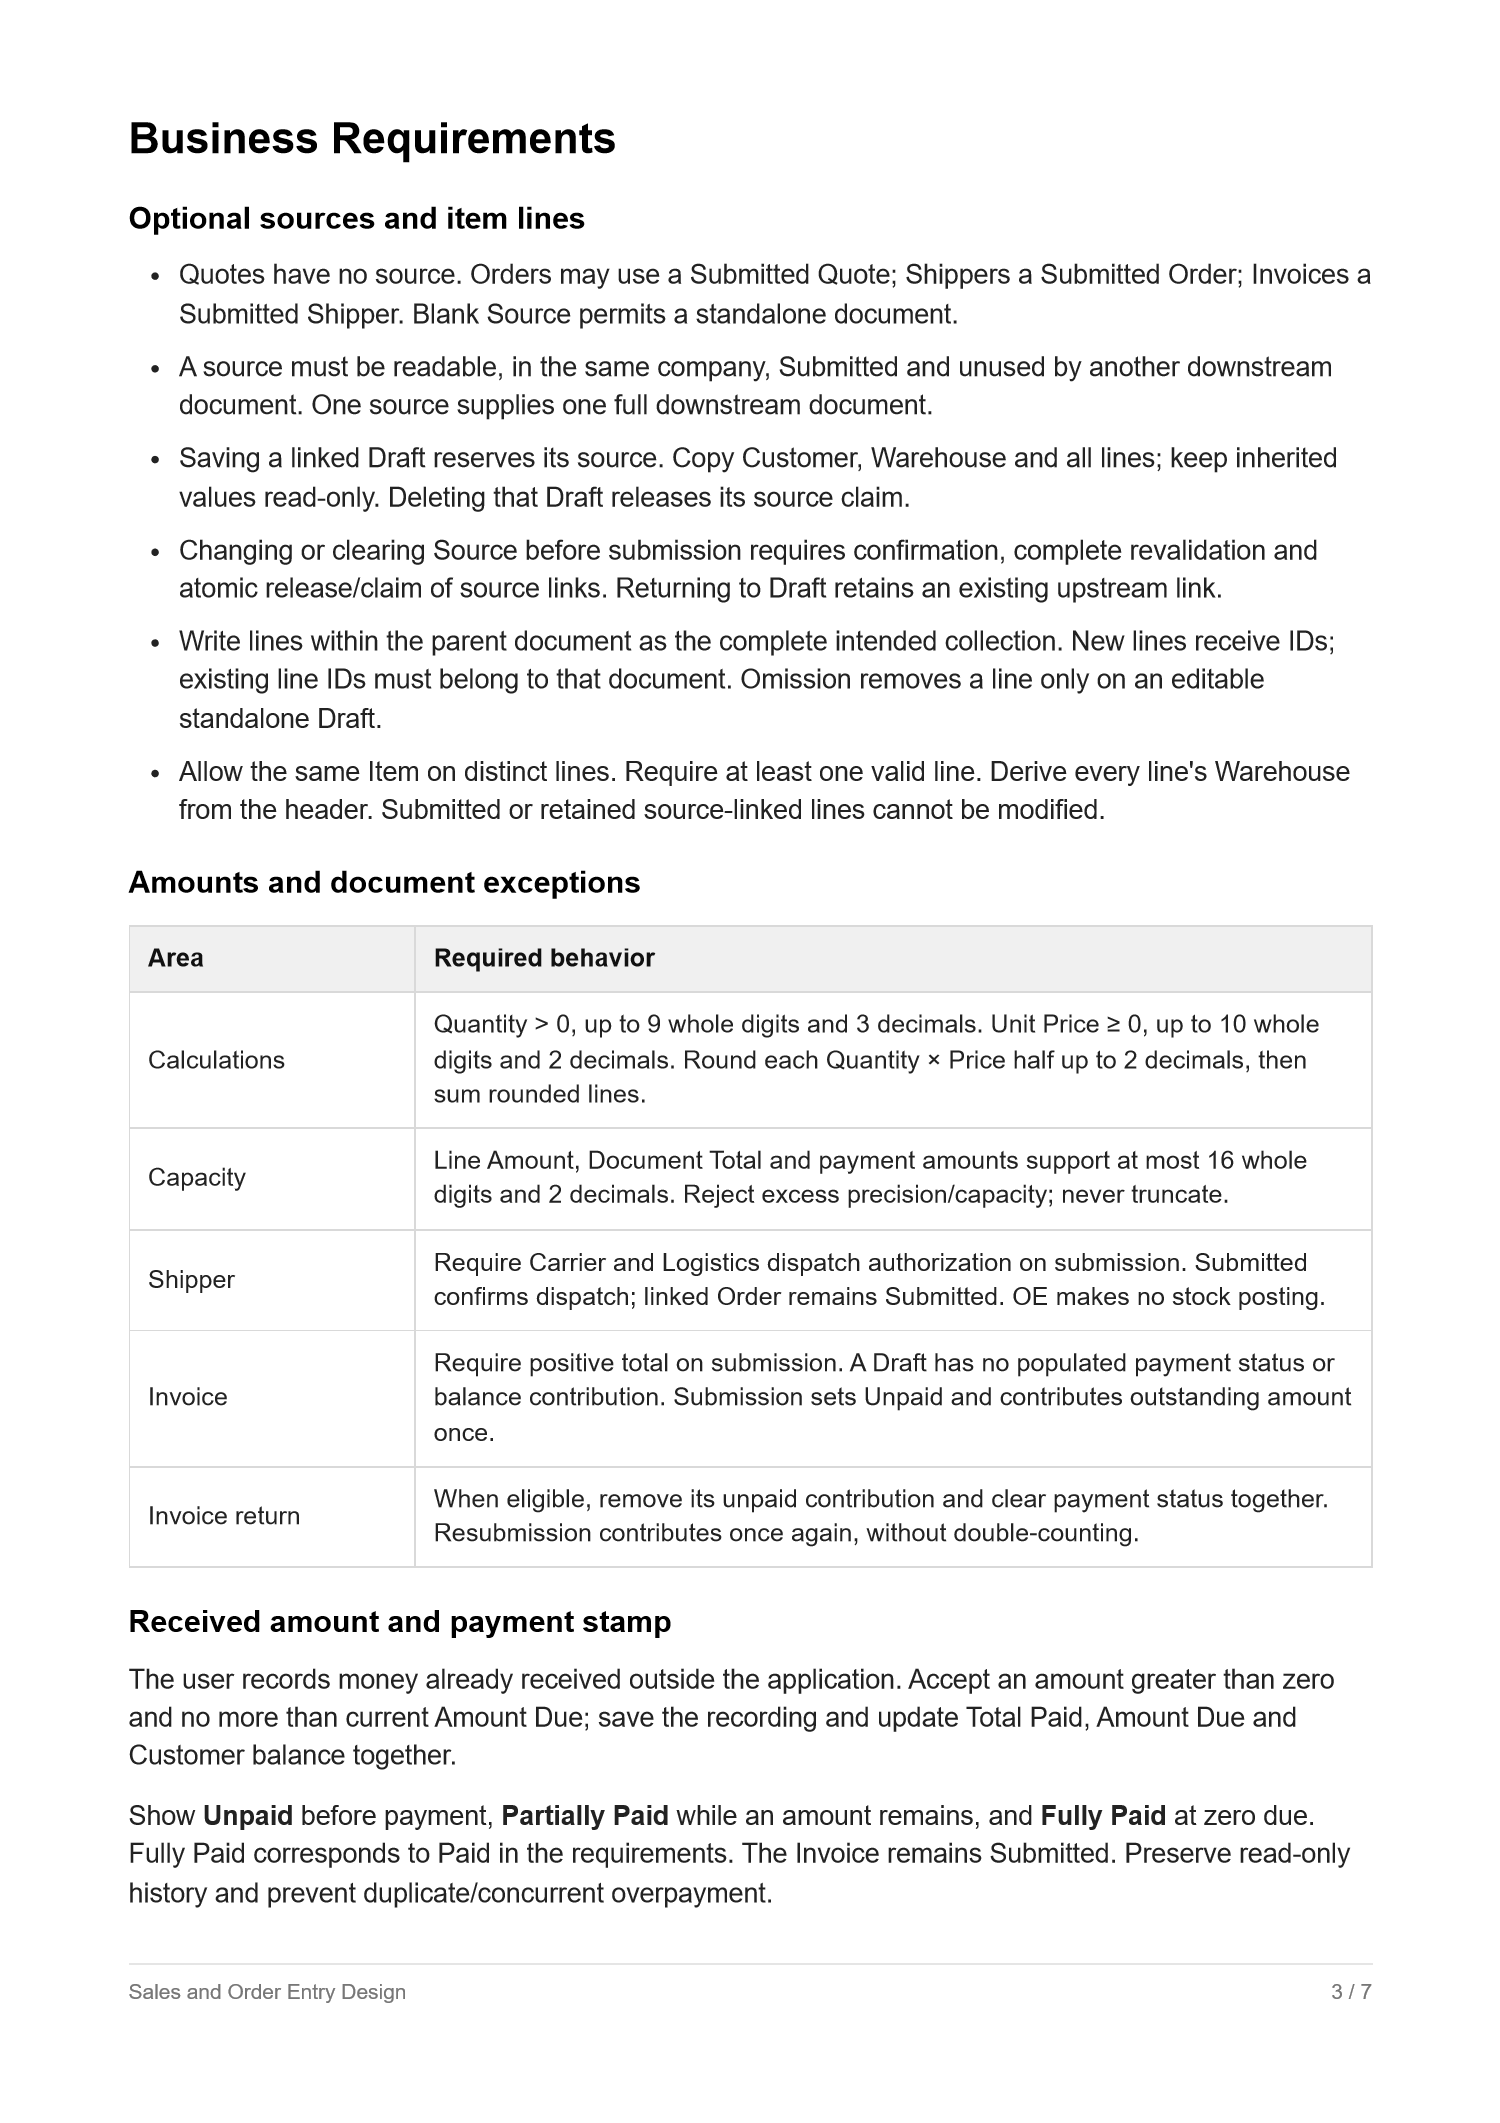 Business Requirements
Optional sources and item lines
• Quotes have no source. Orders may use a Submitted Quote; Shippers a Submitted Order; Invoices a
Submitted Shipper. Blank Source permits a standalone document.
• A source must be readable, in the same company, Submitted and unused by another downstream
document. One source supplies one full downstream document.
• Saving a linked Draft reserves its source. Copy Customer, Warehouse and all lines; keep inherited
values read-only. Deleting that Draft releases its source claim.
• Changing or clearing Source before submission requires confirmation, complete revalidation and
atomic release/claim of source links. Returning to Draft retains an existing upstream link.
• Write lines within the parent document as the complete intended collection. New lines receive IDs;
existing line IDs must belong to that document. Omission removes a line only on an editable
standalone Draft.
• Allow the same Item on distinct lines. Require at least one valid line. Derive every line's Warehouse
from the header. Submitted or retained source-linked lines cannot be modified.
Amounts and document exceptions
Area
Required behavior
Calculations
Quantity > 0, up to 9 whole digits and 3 decimals. Unit Price ≥ 0, up to 10 whole
digits and 2 decimals. Round each Quantity × Price half up to 2 decimals, then
sum rounded lines.
Capacity
Line Amount, Document Total and payment amounts support at most 16 whole
digits and 2 decimals. Reject excess precision/capacity; never truncate.
Shipper
Require Carrier and Logistics dispatch authorization on submission. Submitted
confirms dispatch; linked Order remains Submitted. OE makes no stock posting.
Invoice
Require positive total on submission. A Draft has no populated payment status or
balance contribution. Submission sets Unpaid and contributes outstanding amount
once.
Invoice return
When eligible, remove its unpaid contribution and clear payment status together.
Resubmission contributes once again, without double-counting.
Received amount and payment stamp
The user records money already received outside the application. Accept an amount greater than zero
and no more than current Amount Due; save the recording and update Total Paid, Amount Due and
Customer balance together.
Show Unpaid before payment, Partially Paid while an amount remains, and Fully Paid at zero due.
Fully Paid corresponds to Paid in the requirements. The Invoice remains Submitted. Preserve read-only
history and prevent duplicate/concurrent overpayment.
Sales and Order Entry Design
3 / 7